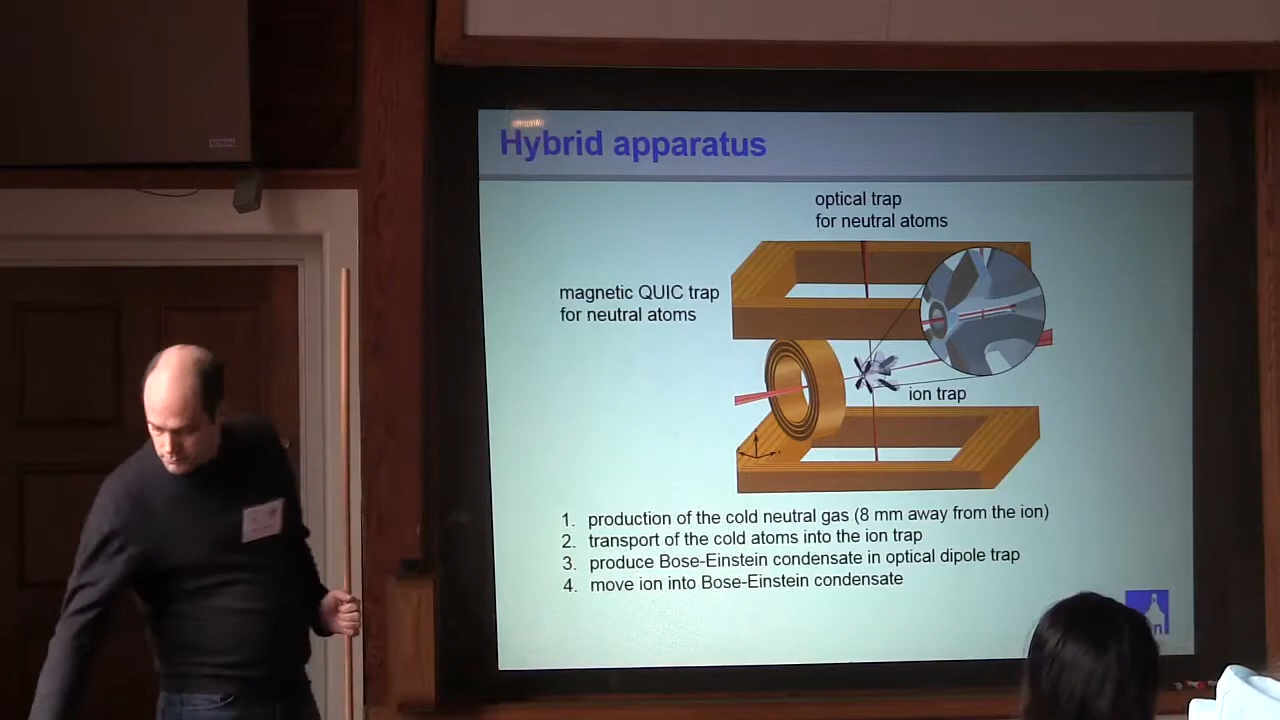 Hybrid apparatus
optical trap
for neutral atoms
magnetic QUIC trap
for neutral atoms
ion trap
1. production of the cold neutral gas (8 mm away from the ion)
2. transport of the cold atoms into the ion trap
3. produce Bose-Einstein condensate in optical dipole trap
4. move ion into Bose-Einstein condensate